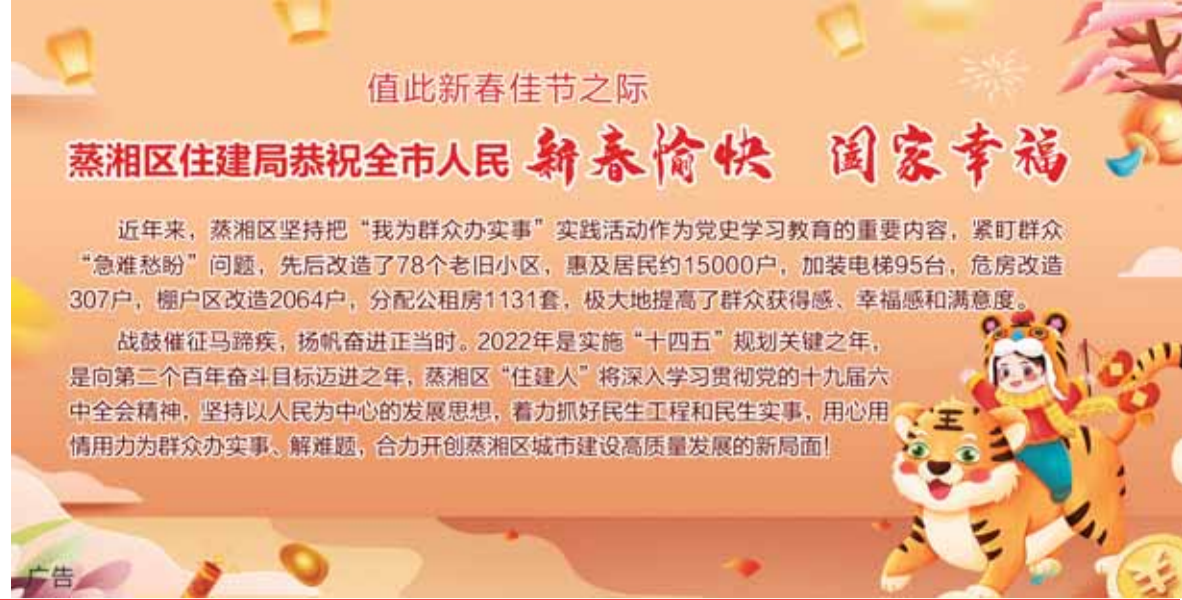 值此新春佳节之际
蒸湘区住建局恭祝全市人民 新春愉快 阖家幸福
近年来，蒸湘区坚持把“我为群众办实事”实践活动作为党史学习教育的重要内容，紧盯群众
“急难愁盼”问题，先后改造了78个老旧小区，惠及居民约15000户，加装电梯95台，危房改造
307户，棚户区改造2064户，分配公租房1131套，极大地提高了群众获得感、幸福感和满意度。
战鼓催征马蹄疾，扬帆奋进正当时。2022年是实施“十四五”规划关键之年，
是向第二个百年奋斗目标迈进之年，蒸湘区“住建人”将深入学习贯彻党的十九届六
中全会精神，坚持以人民为中心的发展思想，着力抓好民生工程和民生实事，用心用
情用力为群众办实事、解难题，合力开创蒸湘区城市建设高质量发展的新局面！
王
广告